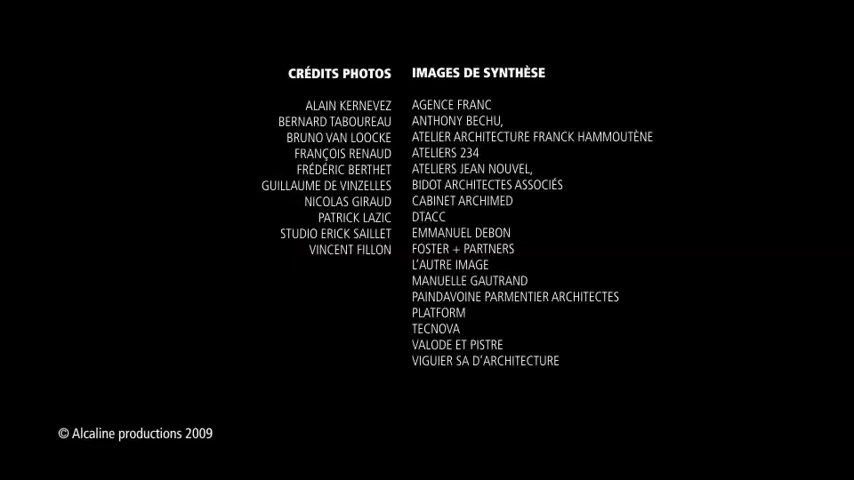 CRÉDITS PHOTOS
ALAIN KERNEVEZ
BERNARD TABOUREAU
BRUNO VAN LOOCKE
FRANÇOIS RENAUD
FRÉDÉRIC BERTHET
GUILLAUME DE VINZELLES
NICOLAS GIRAUD
PATRICK LAZIC
STUDIO ERICK SAILLET
VINCENT FILLON
IMAGES DE SYNTHÈSE
AGENCE FRANC
ANTHONY BECHU,
ATELIER ARCHITECTURE FRANCK HAMMOUTÈNE
ATELIERS 234
ATELIERS JEAN NOUVEL,
BIDOT ARCHITECTES ASSOCIÉS
CABINET ARCHIMED
DTACC
EMMANUEL DEBON
FOSTER + PARTNERS
L'AUTRE IMAGE
MANUELLE GAUTRAND
PAINDAVOINE PARMENTIER ARCHITECTES
PLATFORM
TECNOVA
VALODE ET PISTRE
VIGUIER SA D'ARCHITECTURE
© Alcaline productions 2009